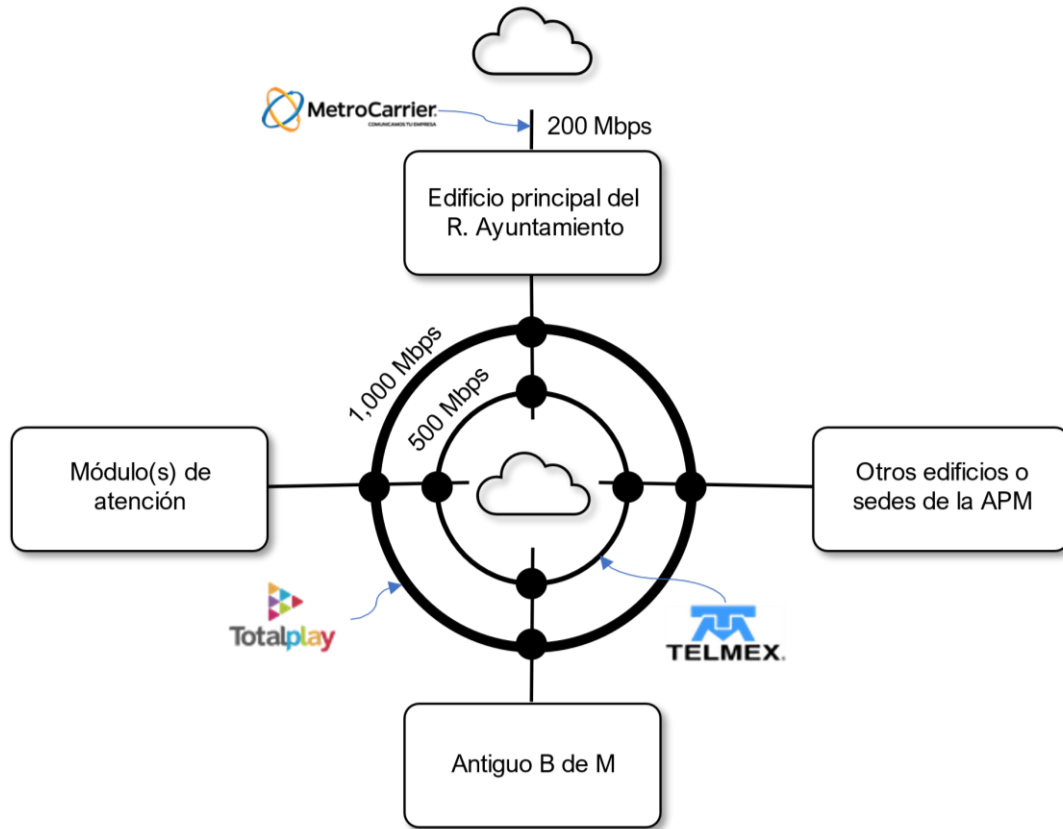 MetroCarrier.
COMUNICAMOS TU EMPRESA
200 Mbps
Edificio principal del
R. Ayuntamiento
1,000 Mbps
500 Mbps
Módulo(s) de
atención
Otros edificios o
sedes de la APM
Totalplay
TELMEX.
Antiguo B de M